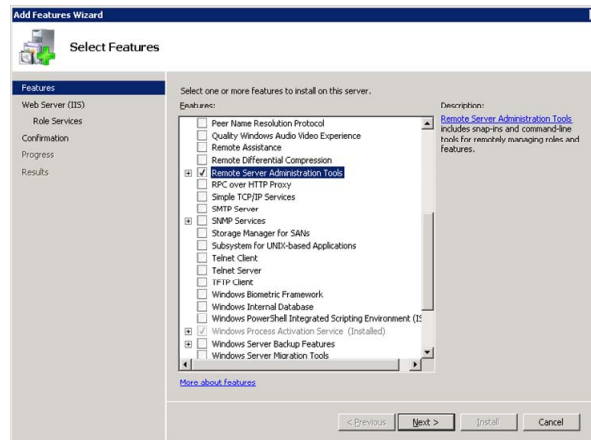 Add Features Wizard
Select Features
Features
Web Server (IIS)
Role Services
Confirmation
Progress
Results
Select one or more features to install on this server.
Features:
Peer Name Resolution Protocol
Quality Windows Audio Video Experience
Remote Assistance
Remote Differential Compression
Remote Server Administration Tools
RPC over HTTP Proxy
Simple TCP/IP Services
SMTP Server
SNMP Services
Storage Manager for SANs
Subsystem for UNIX-based Applications
Telnet Client
Telnet Server
TFTP Client
Windows Biometric Framework
Windows Internal Database
Windows PowerShell Integrated Scripting Environment (IS
Windows Process Activation Service (Installed)
Windows Server Backup Features
Windows Server Migration Tools
More about features
Description:
Remote Server Administration Tools
includes snap-ins and command-line
tools for remotely managing roles and
features.
< Previous
Next >
Install
Cancel